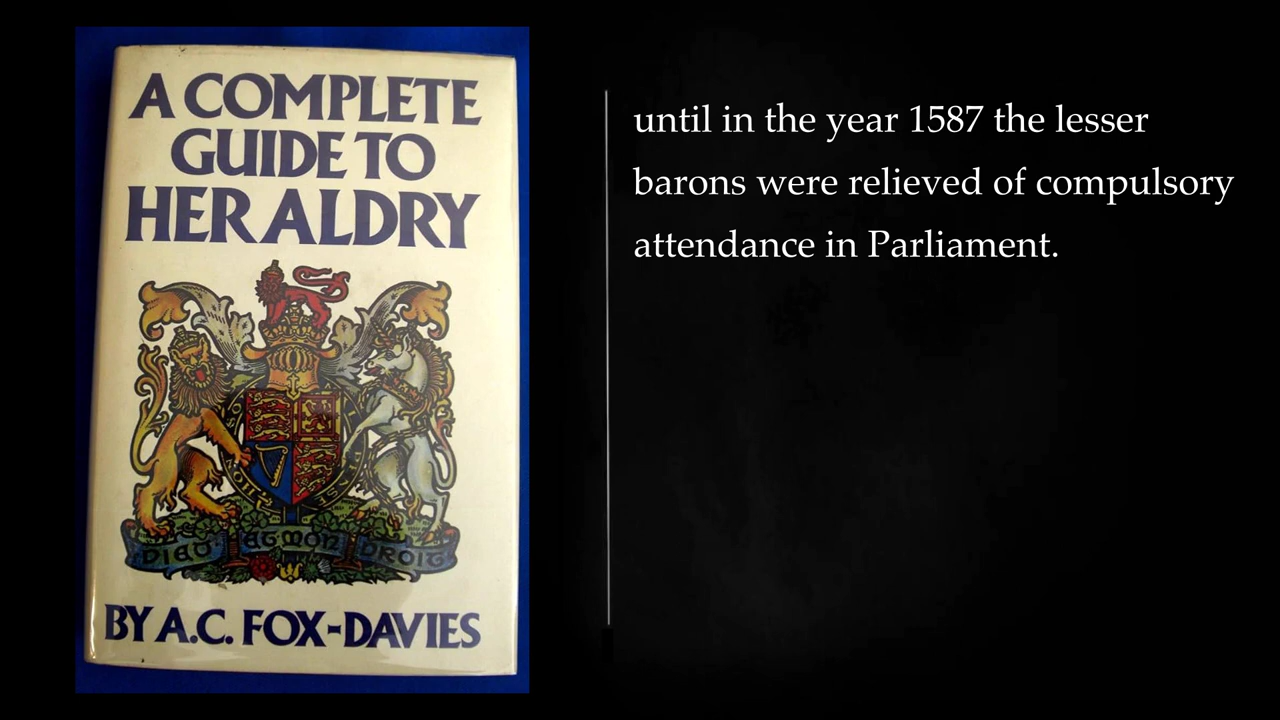 A COMPLETE
GUIDE TO
HERALDRY
DIEU ET MON DROIT
BY A.C. FOX-DAVIES
until in the year 1587 the lesser
barons were relieved of compulsory
attendance in Parliament.